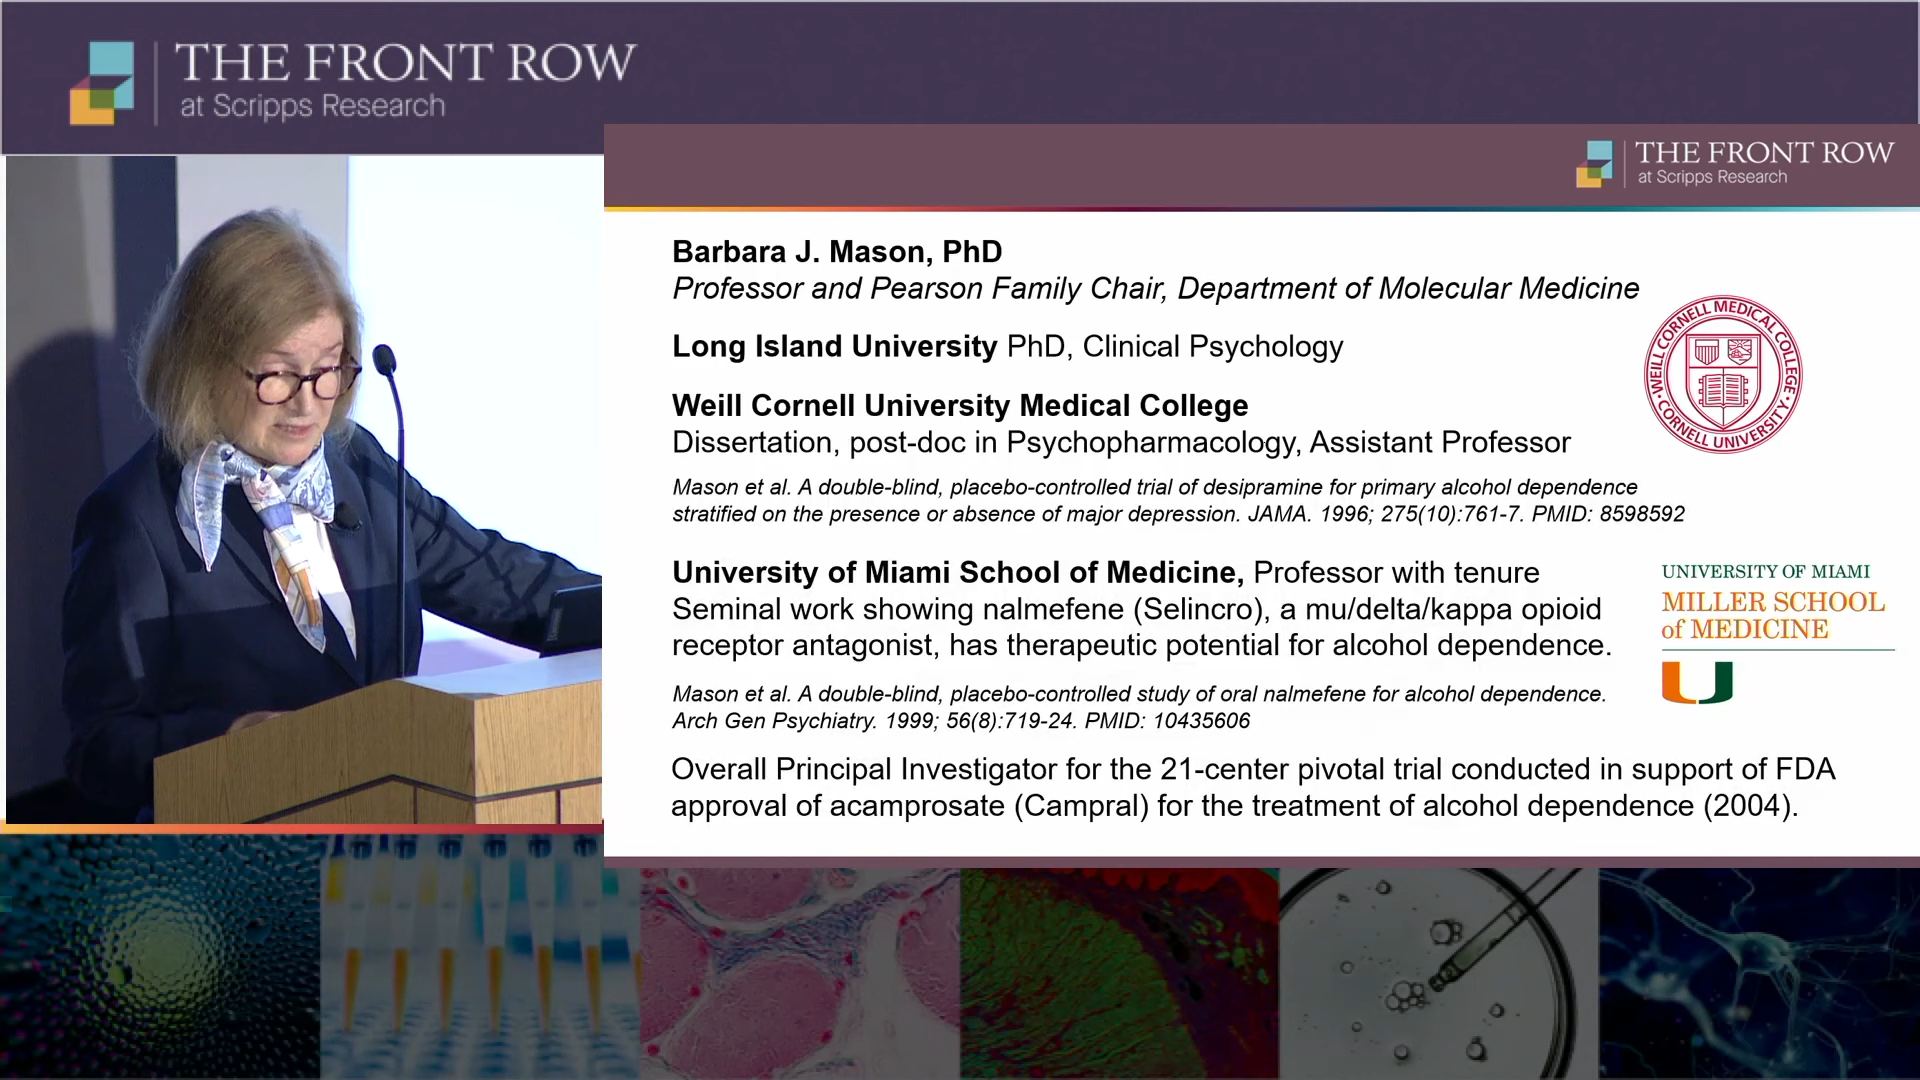 THE FRONT ROW
at Scripps Research
THE FRONT ROW
at Scripps Research
Barbara J. Mason, PhD
Professor and Pearson Family Chair, Department of Molecular Medicine
Long Island University PhD, Clinical Psychology
Weill Cornell University Medical College
Dissertation, post-doc in Psychopharmacology, Assistant Professor
WEILL CORNELL MEDICAL COLLEGE
CORNELL UNIVERSITY
Mason et al. A double-blind, placebo-controlled trial of desipramine for primary alcohol dependence
stratified on the presence or absence of major depression. JAMA. 1996; 275(10):761-7. PMID: 8598592
University of Miami School of Medicine, Professor with tenure
Seminal work showing nalmefene (Selincro), a mu/delta/kappa opioid
receptor antagonist, has therapeutic potential for alcohol dependence.
UNIVERSITY OF MIAMI
MILLER SCHOOL
of MEDICINE
Mason et al. A double-blind, placebo-controlled study of oral nalmefene for alcohol dependence.
Arch Gen Psychiatry. 1999; 56(8):719-24. PMID: 10435606
Overall Principal Investigator for the 21-center pivotal trial conducted in support of FDA
approval of acamprosate (Campral) for the treatment of alcohol dependence (2004).